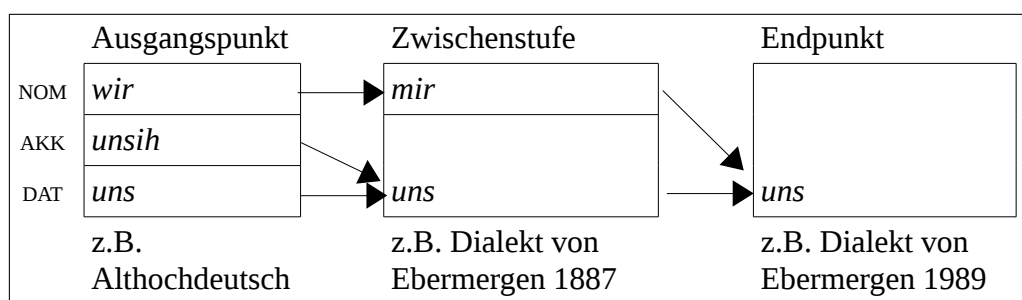 Ausgangspunkt Zwischenstufe Endpunkt
NOM wir mir
AKK unsih
DAT uns uns uns
z.B. z.B. Dialekt von z.B. Dialekt von
Althochdeutsch Ebermergen 1887 Ebermergen 1989